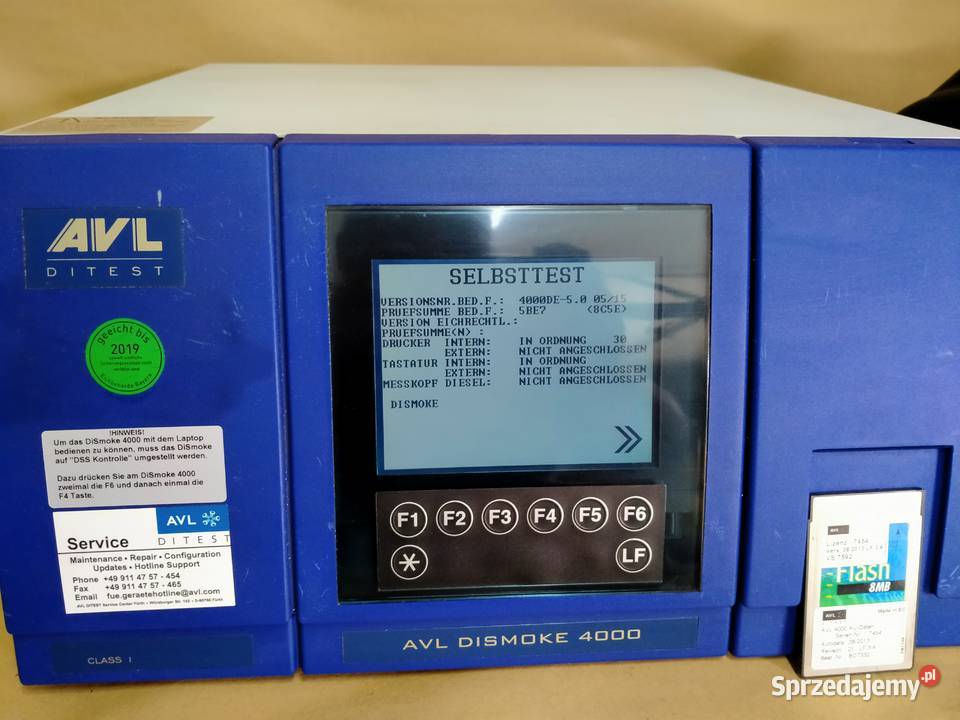 AVL
DITEST
geeicht bis
2019
!HINWEIS!
Um das DiSmoke 4000 mit dem Laptop
bedienen zu können, muss das DiSmoke
auf "DSS Kontrolle" umgestellt werden.
Dazu drücken Sie am DiSmoke 4000
zweimal die F6 und danach einmal die
F4 Taste.
AVL
Service DITEST
Maintenance • Repair • Configuration
Updates • Hotline Support
Phone +49 911 47 57 - 454
Fax +49 911 47 57 - 465
Email fue.geraetehotline@avl.com
CLASS I
SELBSTTEST
VERSIONSNR.BED.F.: 4000DE-5.0 05/15
PRUEFSUMME BED.F.: 5BE7 (8C5E)
VERSION EICHRECHTL.:
PRUEFSUMME(N) :
DRUCKER INTERN: IN ORDNUNG 30
EXTERN: NICHT ANGESCHLOSSEN
TASTATUR INTERN: IN ORDNUNG
EXTERN: NICHT ANGESCHLOSSEN
MESSKOPF DIESEL: NICHT ANGESCHLOSSEN
DISMOKE
F1 F2 F3 F4 F5 F6
* LF
AVL DISMOKE 4000
Lizenz: 7454
Flash
8MB
AVL
Sprzedajemy.pl